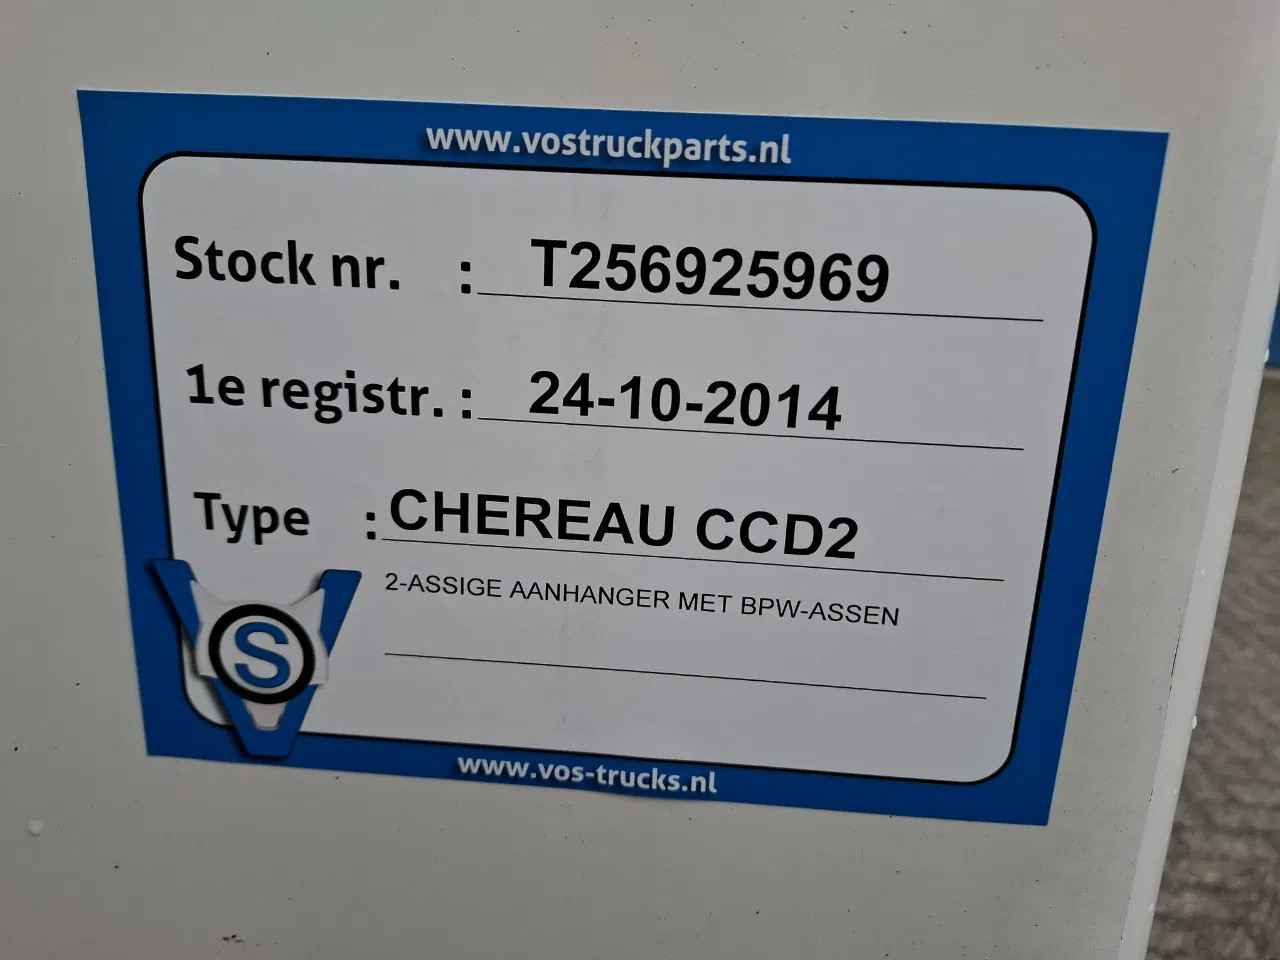 www.vostruckparts.nl
Stock nr. : T256925969
1e registr. : 24-10-2014
Type : CHEREAU CCD2
2-ASSIGE AANHANGER MET BPW-ASSEN
VS
www.vos-trucks.nl